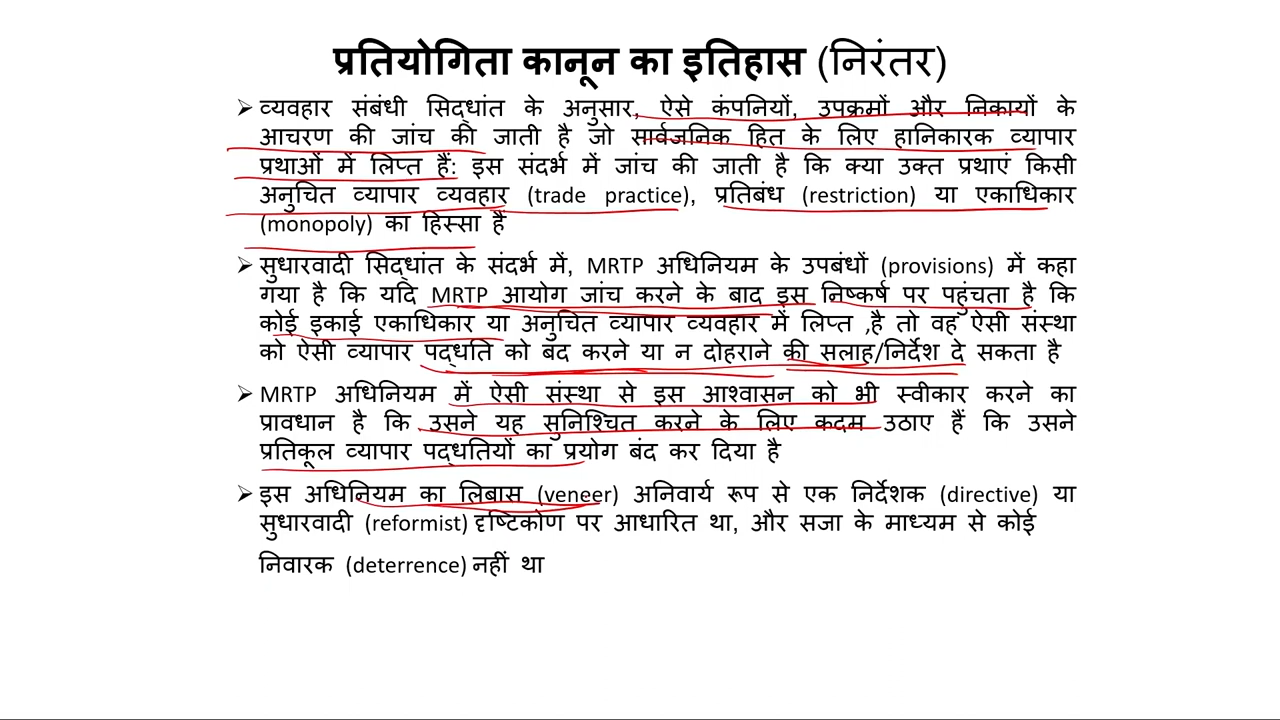 प्रतियोगिता कानून का इतिहास (निरंतर)
➢ व्यवहार संबंधी सिद्धांत के अनुसार, ऐसे कंपनियों, उपक्रमों और निकायों के
आचरण की जांच की जाती है जो सार्वजनिक हित के लिए हानिकारक व्यापार
प्रथाओं में लिप्त हैं: इस संदर्भ में जांच की जाती है कि क्या उक्त प्रथाएं किसी
अनुचित व्यापार व्यवहार (trade practice), प्रतिबंध (restriction) या एकाधिकार
(monopoly) का हिस्सा हैं
➢ सुधारवादी सिद्धांत के संदर्भ में, MRTP अधिनियम के उपबंधों (provisions) में कहा
गया है कि यदि MRTP आयोग जांच करने के बाद इस निष्कर्ष पर पहुंचता है कि
कोई इकाई एकाधिकार या अनुचित व्यापार व्यवहार में लिप्त ,है तो वह ऐसी संस्था
को ऐसी व्यापार पद्धति को बंद करने या न दोहराने की सलाह/निर्देश दे सकता है
➢ MRTP अधिनियम में ऐसी संस्था से इस आश्वासन को भी स्वीकार करने का
प्रावधान है कि उसने यह सुनिश्चित करने के लिए कदम उठाए हैं कि उसने
प्रतिकूल व्यापार पद्धतियों का प्रयोग बंद कर दिया है
➢ इस अधिनियम का लिबास (veneer) अनिवार्य रूप से एक निर्देशक (directive) या
सुधारवादी (reformist) दृष्टिकोण पर आधारित था, और सजा के माध्यम से कोई
निवारक (deterrence) नहीं था